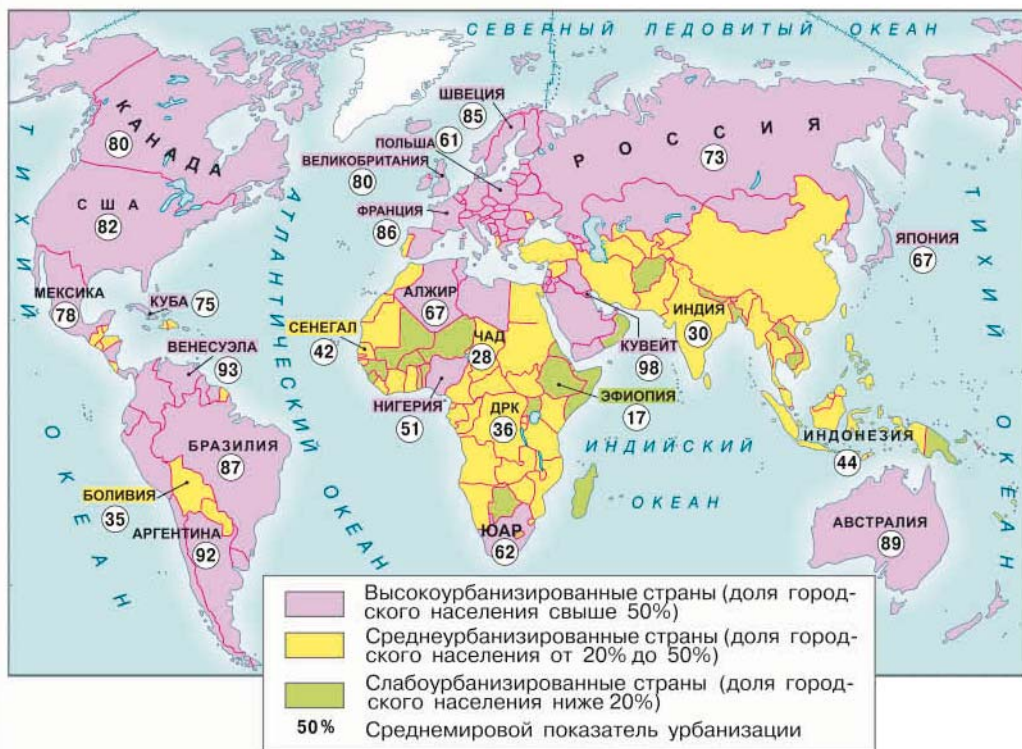 СЕВЕРНЫЙ ЛЕДОВИТЫЙ ОКЕАН
ТИХИЙ
ОКЕАН
АТЛАНТИЧЕСКИЙ
ОКЕАН
ТИХИЙ
ОКЕАН
ИНДИЙСКИЙ
ОКЕАН
КАНАДА
80
США
82
МЕКСИКА
78
КУБА 75
ВЕНЕСУЭЛА
93
БРАЗИЛИЯ
87
БОЛИВИЯ
35
АРГЕНТИНА
92
ШВЕЦИЯ
85
ПОЛЬША
61
ВЕЛИКОБРИТАНИЯ
80
ФРАНЦИЯ
86
РОССИЯ
73
ЯПОНИЯ
67
АЛЖИР
67
СЕНЕГАЛ
42
ЧАД
28
НИГЕРИЯ
51
ДРК
36
ЮАР
62
КУВЕЙТ
98
ЭФИОПИЯ
17
ИНДИЯ
30
ИНДОНЕЗИЯ
44
АВСТРАЛИЯ
89
Высокоурбанизированные страны (доля город-
ского населения свыше 50%)
Среднеурбанизированные страны (доля город-
ского населения от 20% до 50%)
Слабоурбанизированные страны (доля город-
ского населения ниже 20%)
50% Среднемировой показатель урбанизации